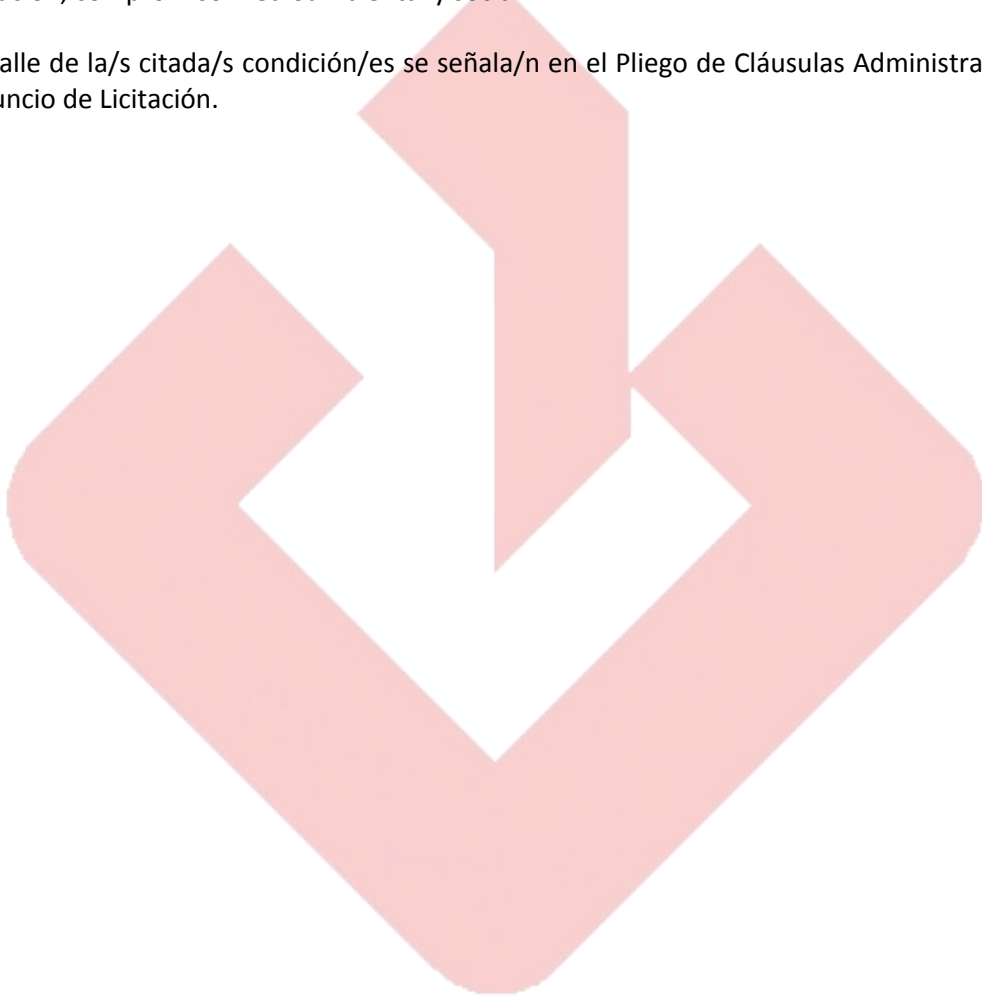 y
alle de la/s citada/s condición/es se señala/n en el Pliego de Cláusulas Administra
uncio de Licitación.